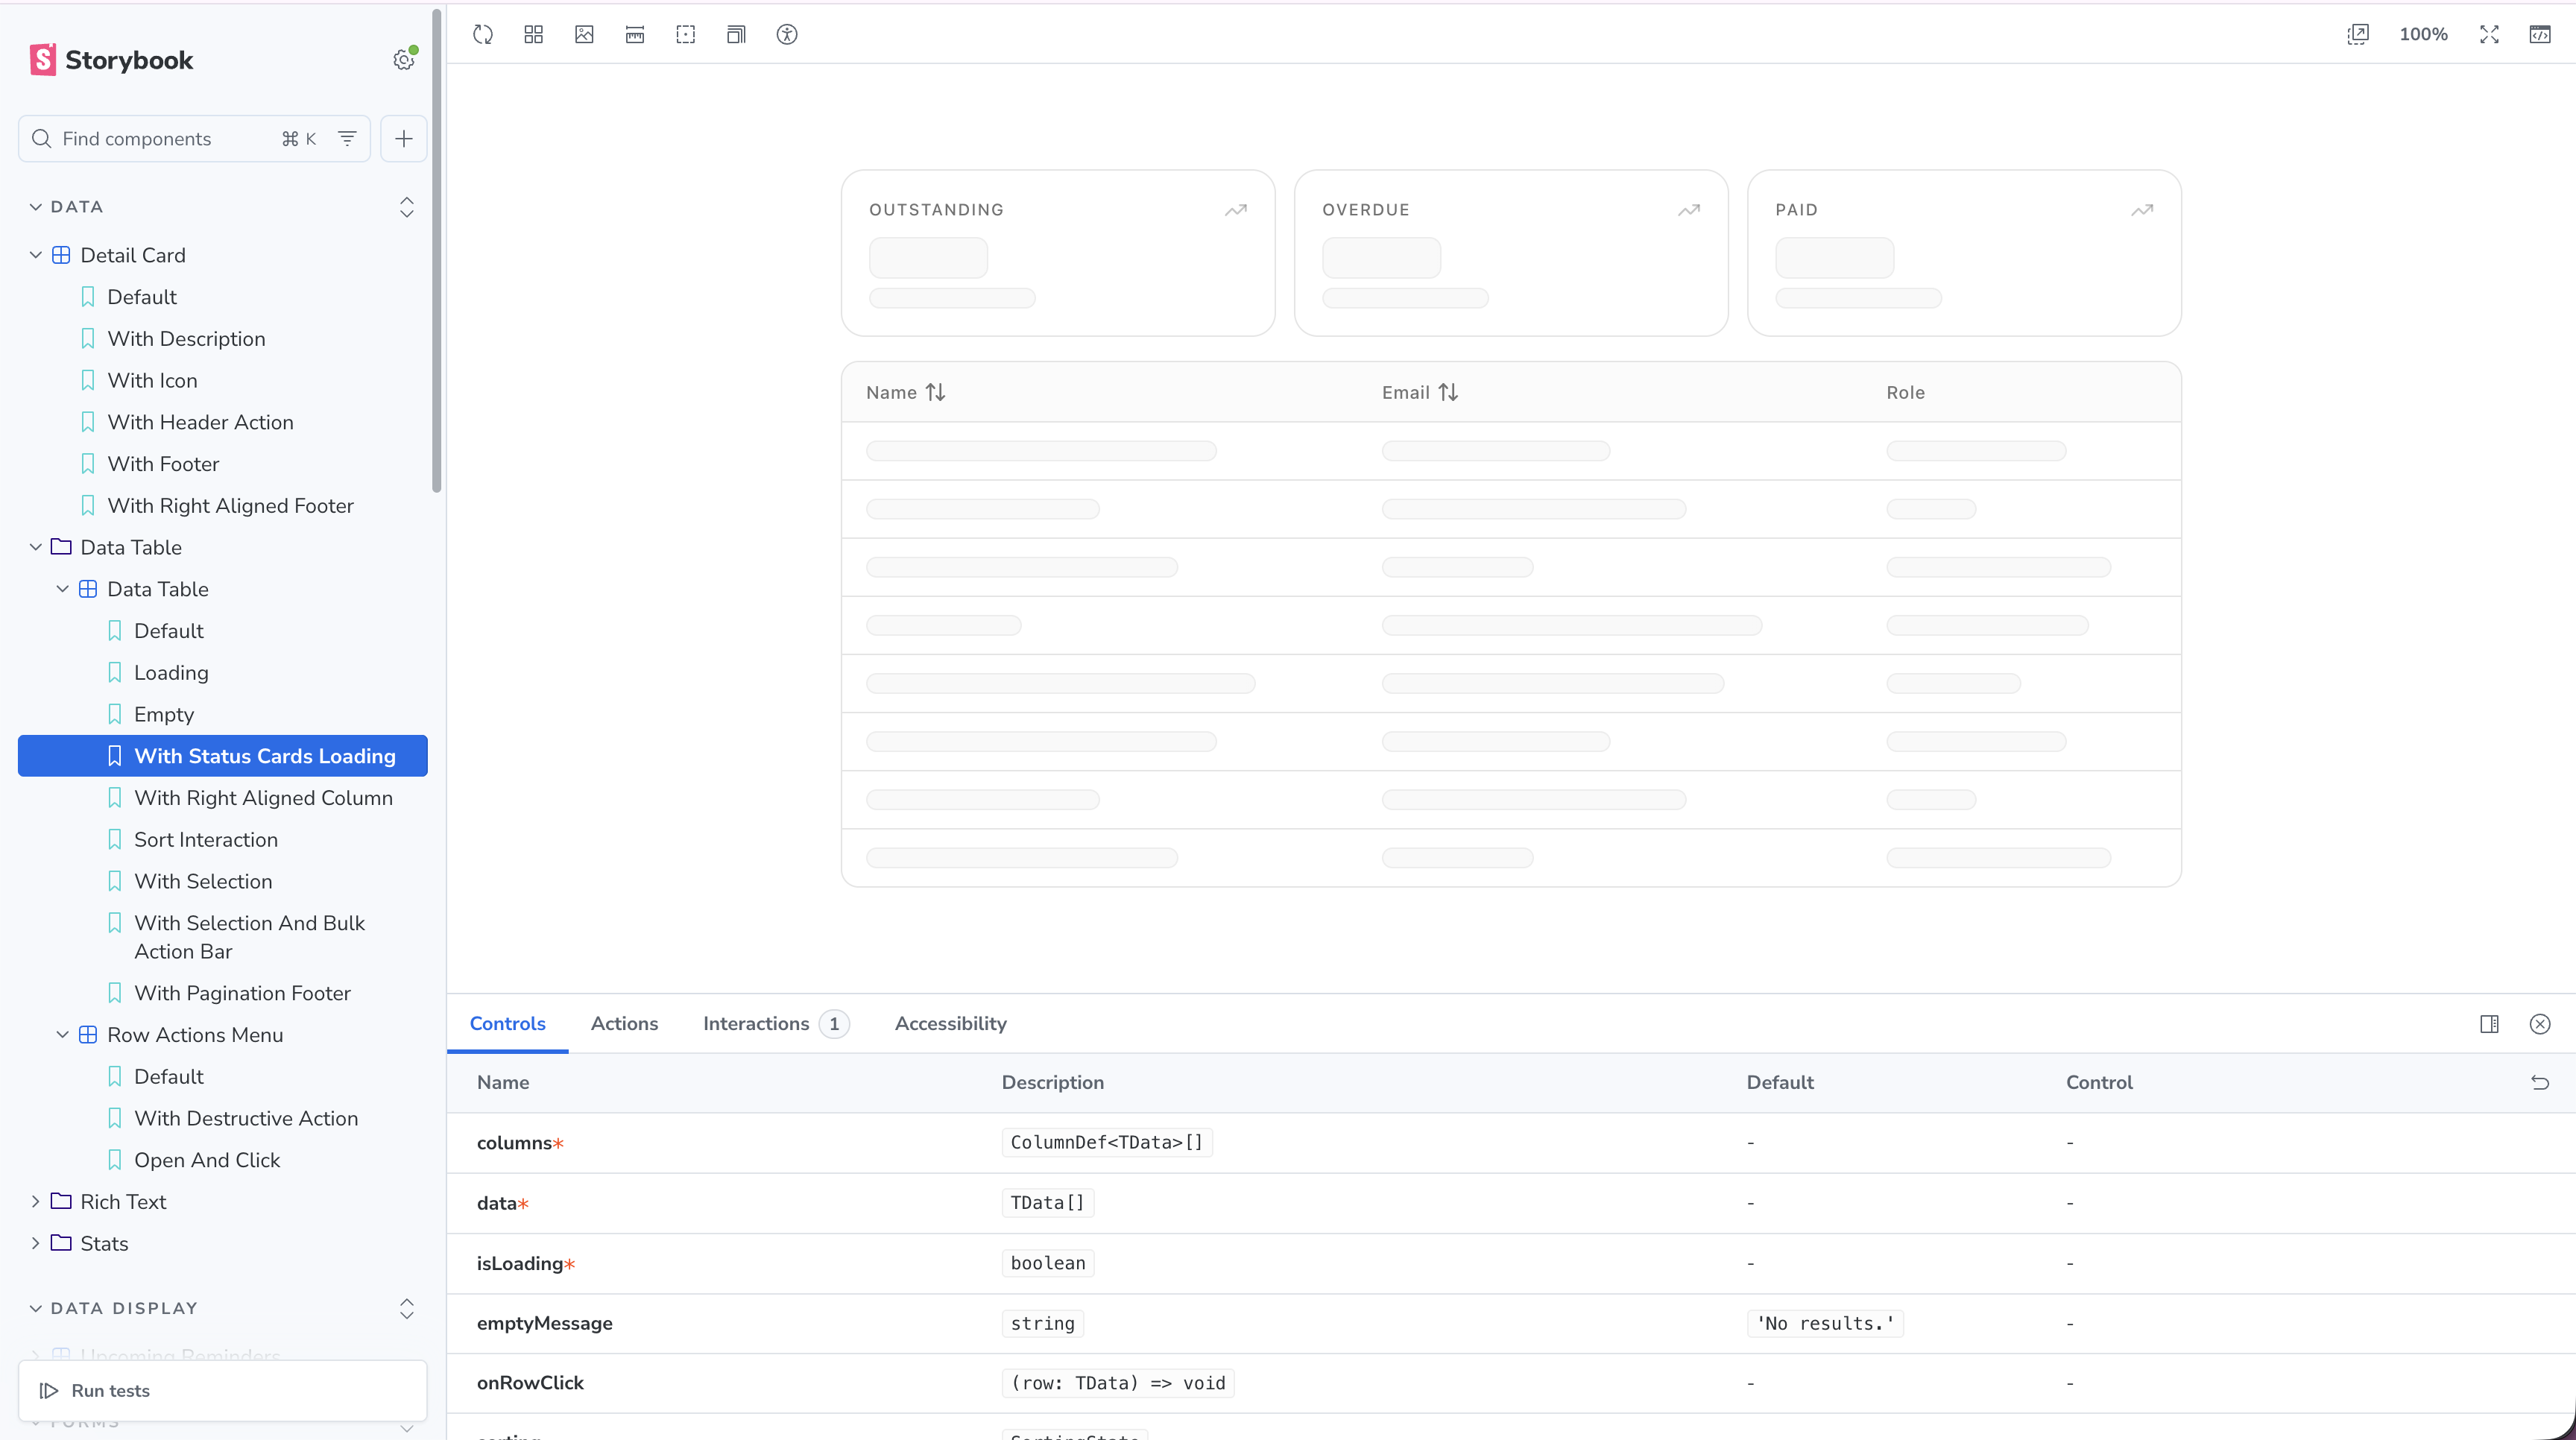 Storybook
100%
Find components ⌘ K
DATA
Detail Card
Default
With Description
With Icon
With Header Action
With Footer
With Right Aligned Footer
Data Table
Data Table
Default
Loading
Empty
With Status Cards Loading
With Right Aligned Column
Sort Interaction
With Selection
With Selection And Bulk
Action Bar
With Pagination Footer
Row Actions Menu
Default
With Destructive Action
Open And Click
Rich Text
Stats
DATA DISPLAY
Upcoming Reminders
Run tests
FORMS
OUTSTANDING
OVERDUE
PAID
Name Email Role
Controls Actions Interactions 1 Accessibility
Name Description Default Control
columns* ColumnDef<TData>[] - -
data* TData[] - -
isLoading* boolean - -
emptyMessage string 'No results.' -
onRowClick (row: TData) => void - -
sorting SortingState